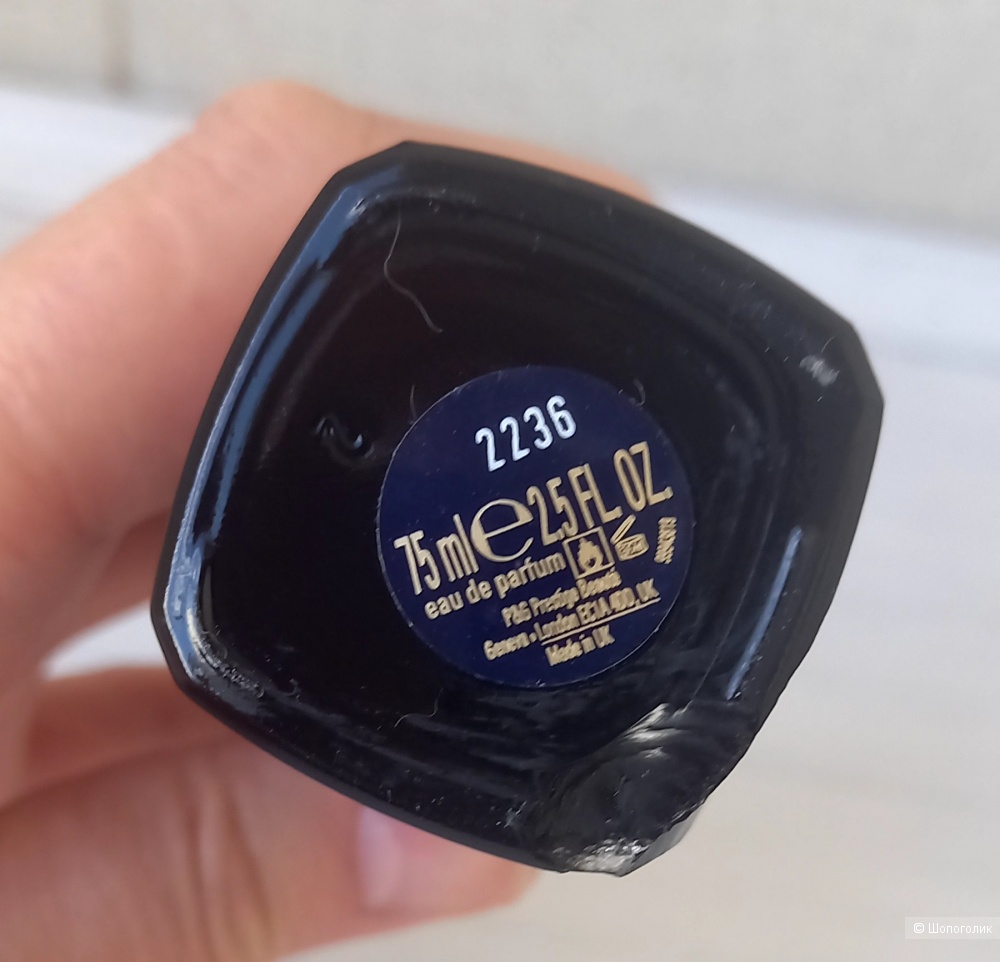 2236
75 ml e 2.5 FL. OZ.
eau de parfum
P&G Prestige Beauté
Geneva • London EC1A 4DD, UK
Made in UK
© Шопоголик